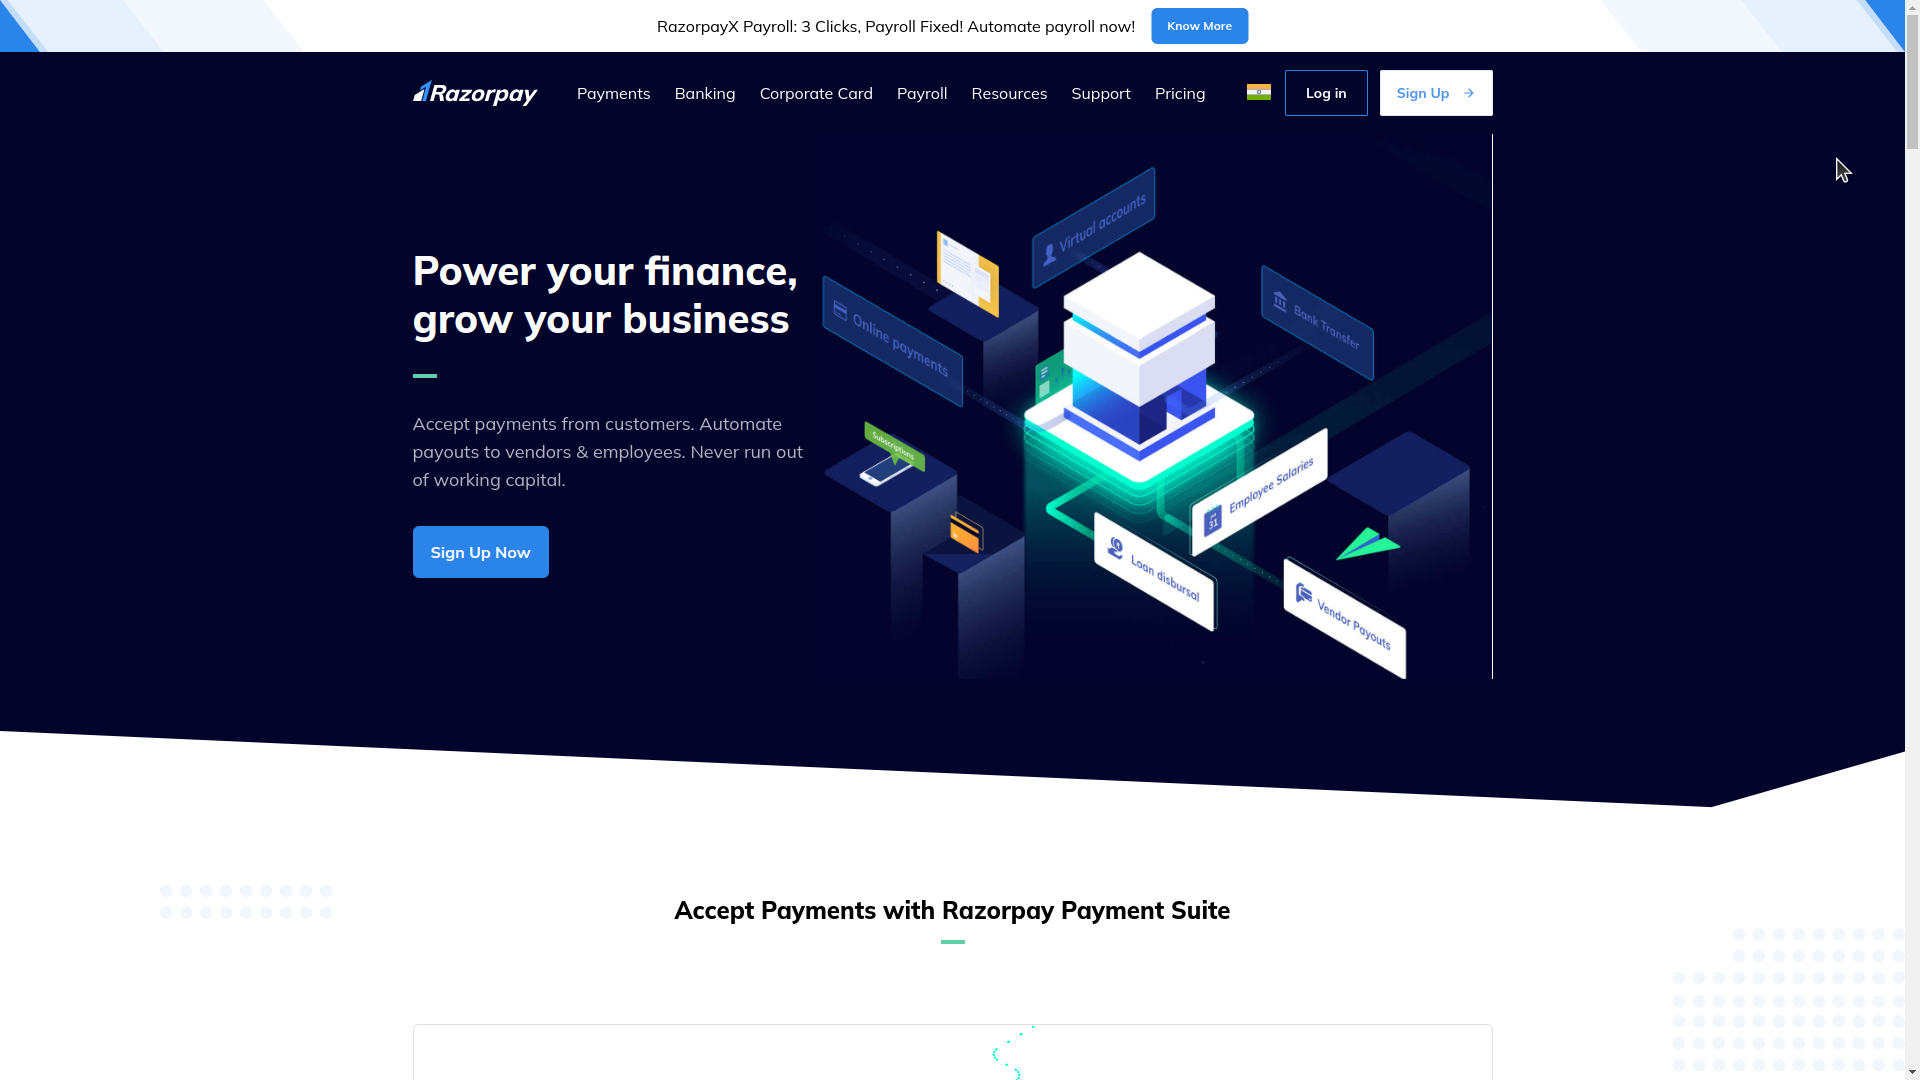 RazorpayX Payroll: 3 Clicks, Payroll Fixed! Automate payroll now! Know More
Razorpay Payments Banking Corporate Card Payroll Resources Support Pricing Log in Sign Up
Power your finance,
grow your business
Accept payments from customers. Automate
payouts to vendors & employees. Never run out
of working capital.
Sign Up Now
Virtual accounts
Online payments
Bank Transfer
Subscriptions
Employee Salaries
31
Loan disbursal
Vendor Payouts
Accept Payments with Razorpay Payment Suite